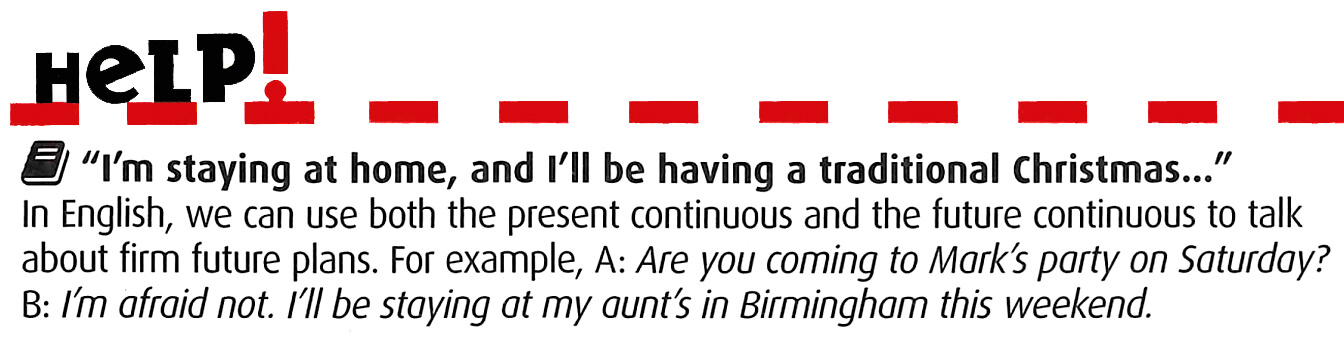 HeLP!
“I’m staying at home, and I’ll be having a traditional Christmas...”
In English, we can use both the present continuous and the future continuous to talk
about firm future plans. For example, A: Are you coming to Mark’s party on Saturday?
B: I’m afraid not. I’ll be staying at my aunt’s in Birmingham this weekend.